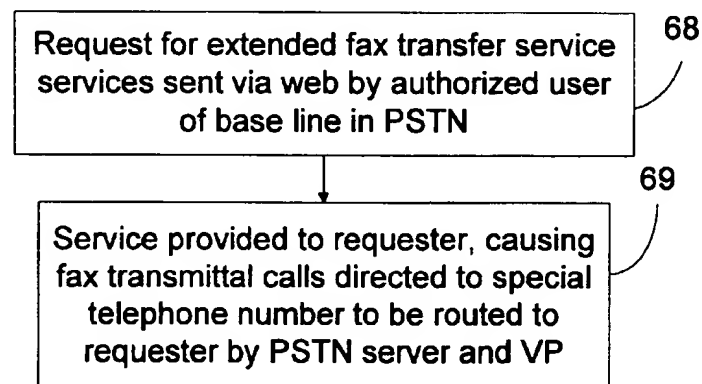 Request for extended fax transfer service
services sent via web by authorized user
of base line in PSTN
68
69
Service provided to requester, causing
fax transmittal calls directed to special
telephone number to be routed to
requester by PSTN server and VP